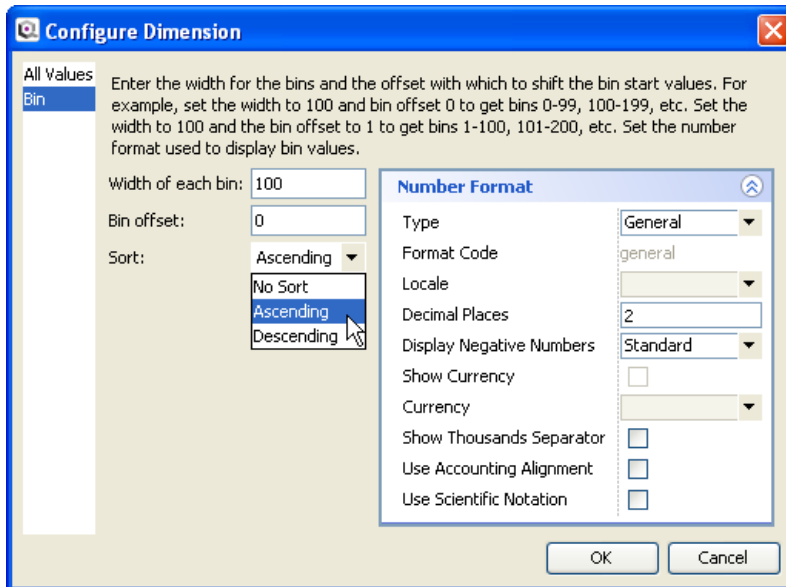 Configure Dimension
All Values
Bin
Enter the width for the bins and the offset with which to shift the bin start values. For
example, set the width to 100 and bin offset 0 to get bins 0-99, 100-199, etc. Set the
width to 100 and the bin offset to 1 to get bins 1-100, 101-200, etc. Set the number
format used to display bin values.
Width of each bin: 100
Bin offset: 0
Sort: Ascending
No Sort
Ascending
Descending
Number Format
Type General
Format Code general
Locale
Decimal Places 2
Display Negative Numbers Standard
Show Currency
Currency
Show Thousands Separator
Use Accounting Alignment
Use Scientific Notation
OK Cancel